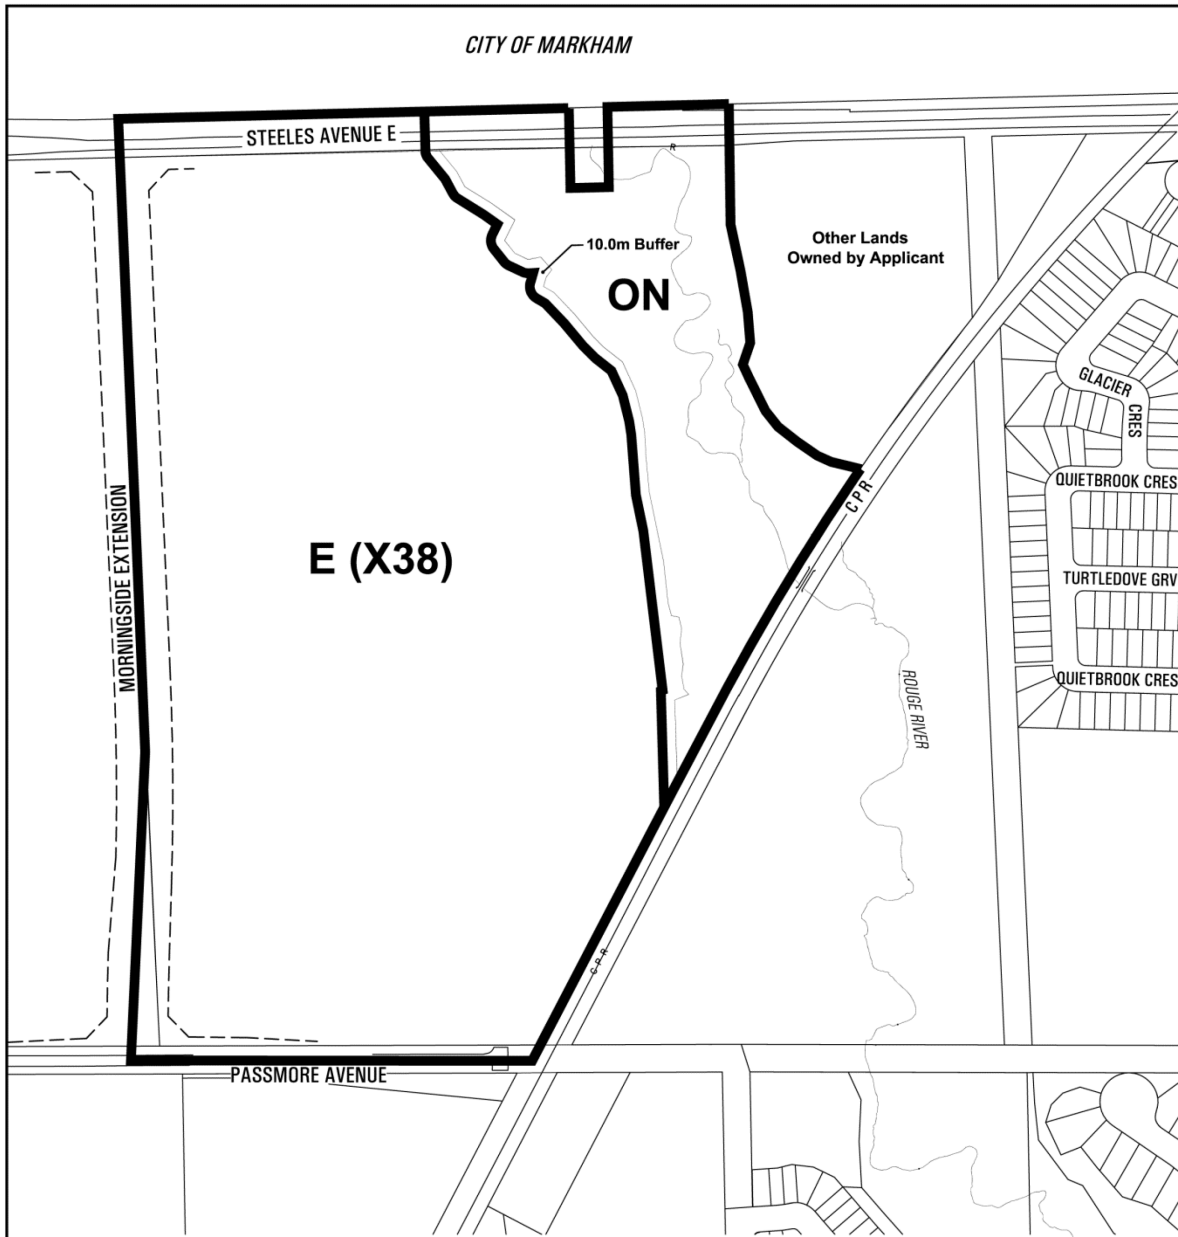 CITY OF MARKHAM
STEELES AVENUE E
R
10.0m Buffer
Other Lands
Owned by Applicant
ON
GLACIER
CRES
CPR
QUIETBROOK CRES
E (X38)
MORNINGSIDE EXTENSION
TURTLEDOVE GRV
QUIETBROOK CRES
ROUGE RIVER
CPR
PASSMORE AVENUE